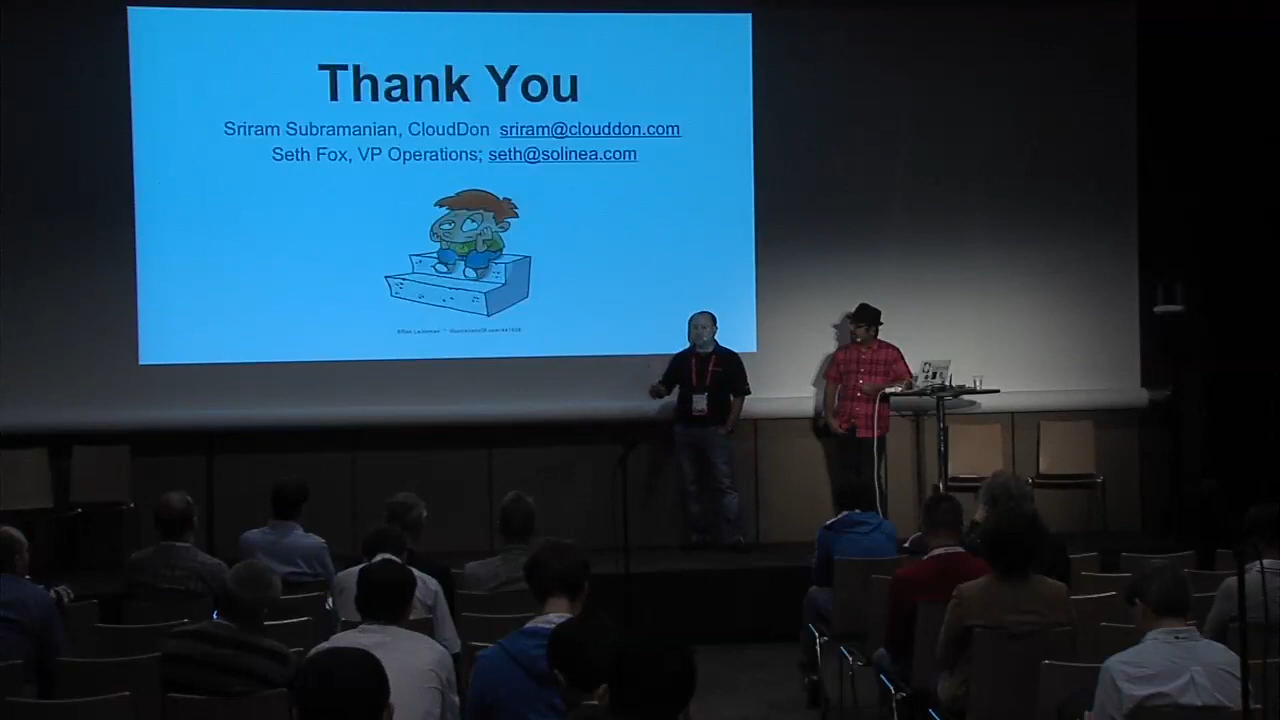 Thank You
Sriram Subramanian, CloudDon sriram@clouddon.com
Seth Fox, VP Operations; seth@solinea.com